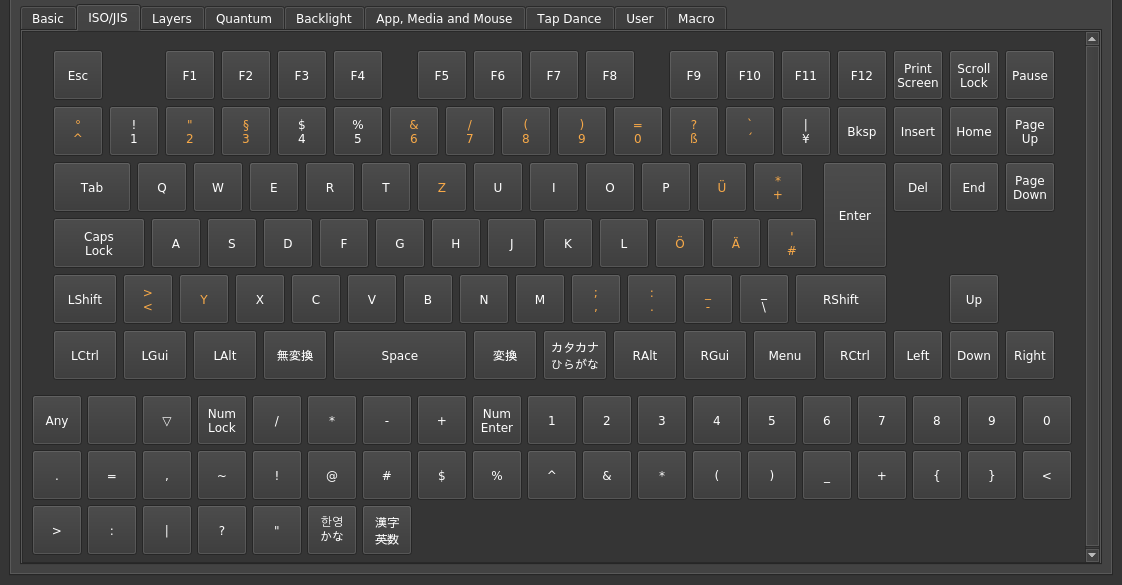 Basic ISO/JIS Layers Quantum Backlight App, Media and Mouse Tap Dance User Macro
Esc F1 F2 F3 F4 F5 F6 F7 F8 F9 F10 F11 F12 Print Screen Scroll Lock Pause
° ! " § $ % & / ( ) = ? ` |
^ 1 2 3 4 5 6 7 8 9 0 ß ´ ¥ Bksp Insert Home Page Up
Tab Q W E R T Z U I O P Ü * + Del End Page Down
Enter
Caps Lock A S D F G H J K L Ö Ä ' #
LShift > < Y X C V B N M ; , : . _ - _ \ RShift Up
LCtrl LGui LAlt 無変換 Space 変換 カタカナ ひらがな RAlt RGui Menu RCtrl Left Down Right
Any ▽ Num Lock / * - + Num Enter 1 2 3 4 5 6 7 8 9 0
. = , ~ ! @ # $ % ^ & * ( ) _ + { } <
> : | ? " 한영 かな 漢字 英数